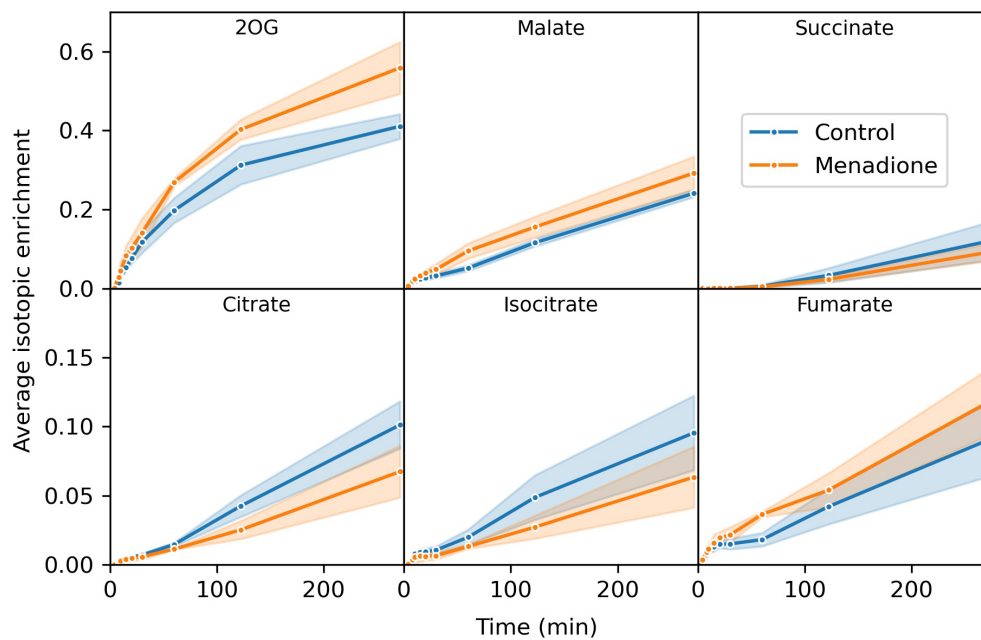 2OG
Malate
Succinate
0.6
0.4
0.2
0.0
Control
Menadione
Average isotopic enrichment
Citrate
Isocitrate
Fumarate
0.15
0.10
0.05
0.00
0 100 200 0 100 200 0 100 200
Time (min)